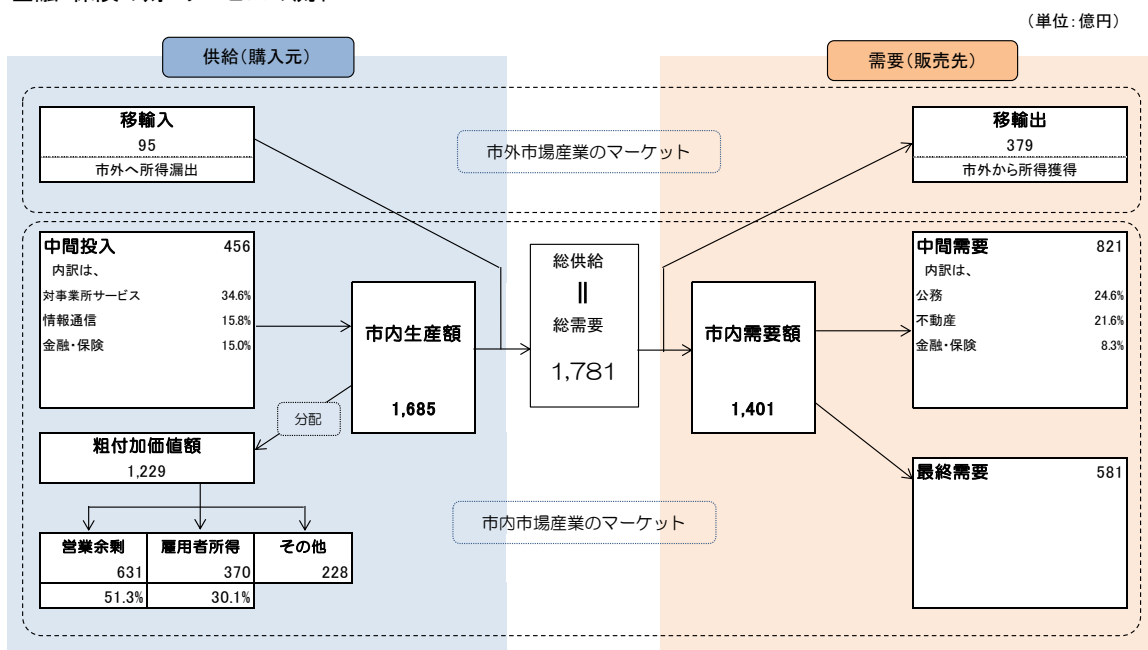 (単位:億円)
供給(購入元)
需要(販売先)
移輸入
95
市外へ所得漏出
市外市場産業のマーケット
移輸出
379
市外から所得獲得
中間投入 456
内訳は、
対事業所サービス 34.6%
情報通信 15.8%
金融・保険 15.0%
市内生産額
1,685
総供給
||
総需要
1,781
市内需要額
1,401
中間需要 821
内訳は、
公務 24.6%
不動産 21.6%
金融・保険 8.3%
分配
粗付加価値額
1,229
最終需要 581
市内市場産業のマーケット
営業余剰 雇用者所得 その他
631 370 228
51.3% 30.1%